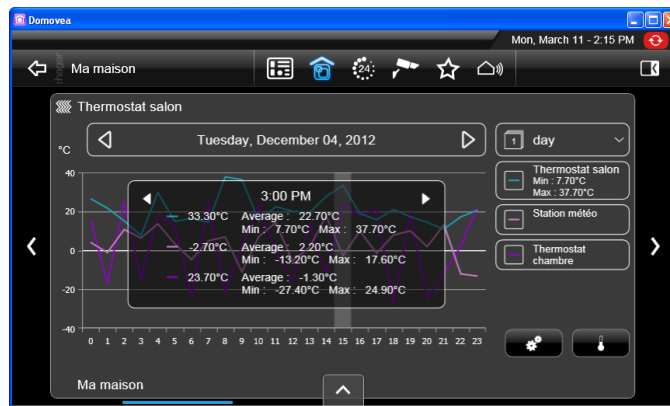 Domovea
Mon, March 11 - 2:15 PM
:hager
Ma maison
24
Thermostat salon
°C
Tuesday, December 04, 2012
1
day
40
20
0
-20
-40
3:00 PM
33.30°C Average : 22.70°C
Min : 7.70°C Max : 37.70°C
-2.70°C Average : 2.20°C
Min : -13.20°C Max : 17.60°C
23.70°C Average : -1.30°C
Min : -27.40°C Max : 24.90°C
Thermostat salon
Min : 7.70°C
Max : 37.70°C
Station météo
Thermostat
chambre
0 1 2 3 4 5 6 7 8 9 10 11 12 13 14 15 16 17 18 19 20 21 22 23
Ma maison